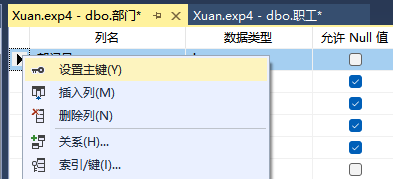 Xuan.exp4 - dbo.部门* Xuan.exp4 - dbo.职工*
列名 数据类型 允许 Null 值
设置主键(Y)
插入列(M)
删除列(N)
关系(H)...
索引/键(I)...